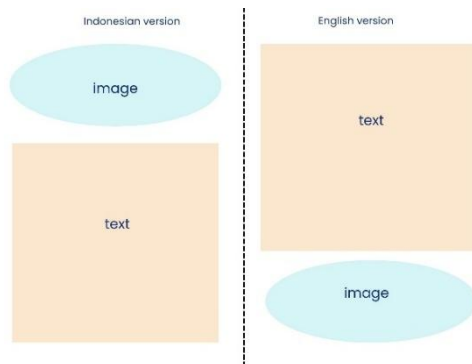 Indonesian version
image
text
English version
text
image